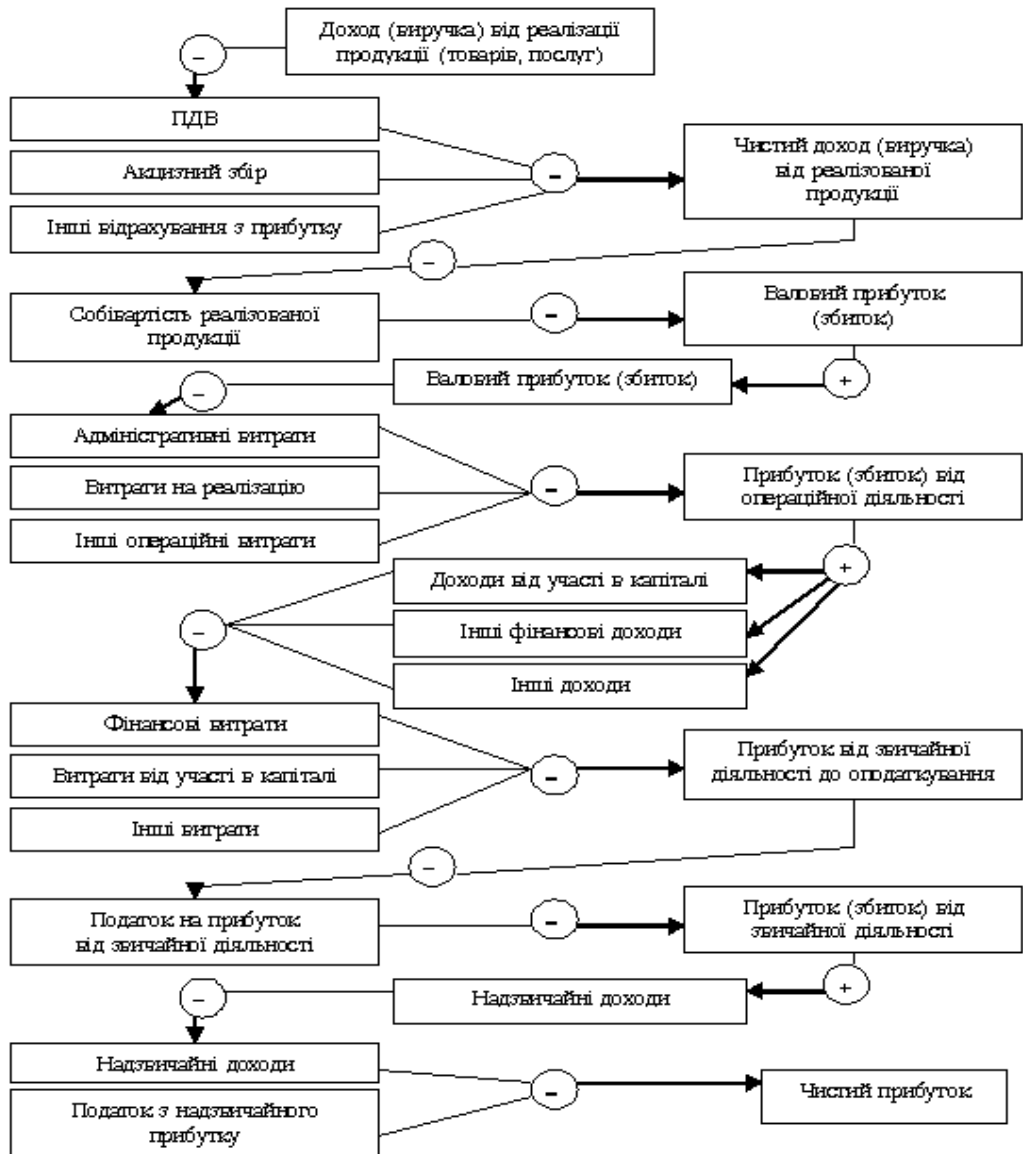 Доход (виручка) від реалізації
продукції (товарів, послуг)
−
ПДВ
Акцизний збір
Інші відрахування з прибутку
-
Чистий доход (виручка)
від реалізованої
продукції
−
Собівартість реалізованої
продукції
-
Валовий прибуток
(збиток)
+
Валовий прибуток (збиток)
−
Адміністративні витрати
Витрати на реалізацію
Інші операційні витрати
-
Прибуток (збиток) від
операційної діяльності
+
Доходи від участі в капіталі
Інші фінансові доходи
Інші доходи
−
Фінансові витрати
Витрати від участі в капіталі
Інші витрати
-
Прибуток від звичайної
діяльності до оподаткування
−
Податок на прибуток
від звичайної діяльності
-
Прибуток (збиток) від
звичайної діяльності
+
Надзвичайні доходи
−
Надзвичайні доходи
Податок з надзвичайного
прибутку
-
Чистий прибуток